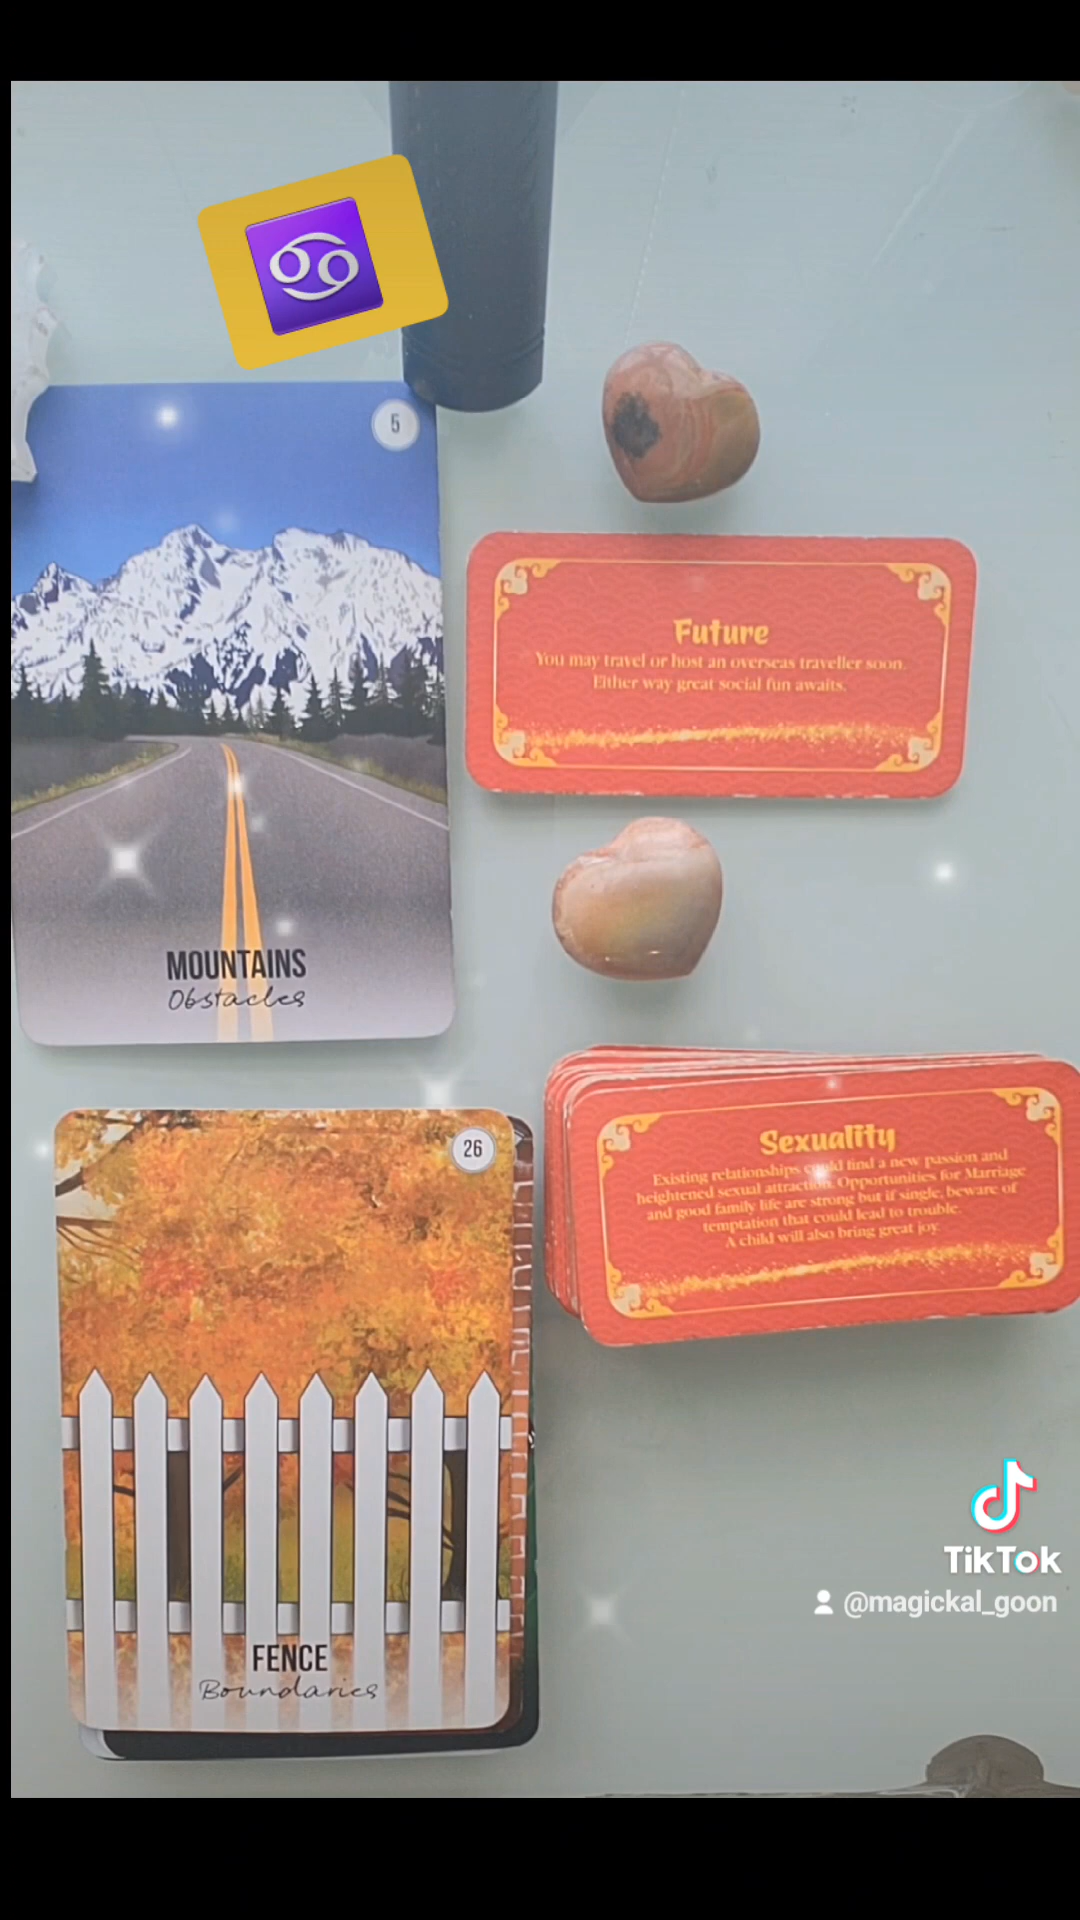 ♋
5
MOUNTAINS
Obstacles
Future
You may travel or host an overseas traveller soon.
Either way great social fun awaits.
26
FENCE
Boundaries
Sexuality
Existing relationships could find a new passion and
heightened sexual attraction. Opportunities for Marriage
and good family life are strong but if single, beware of
temptation that could lead to trouble.
A child will also bring great joy.
TikTok
@magickal_goon